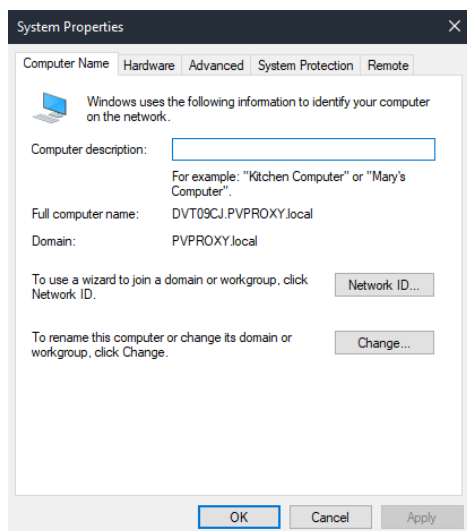 System Properties
Computer Name Hardware Advanced System Protection Remote
Windows uses the following information to identify your computer
on the network.
Computer description:
For example: "Kitchen Computer" or "Mary's
Computer".
Full computer name: DVT09CJ.PVPROXY.local
Domain: PVPROXY.local
To use a wizard to join a domain or workgroup, click
Network ID.
Network ID...
To rename this computer or change its domain or
workgroup, click Change.
Change...
OK Cancel Apply